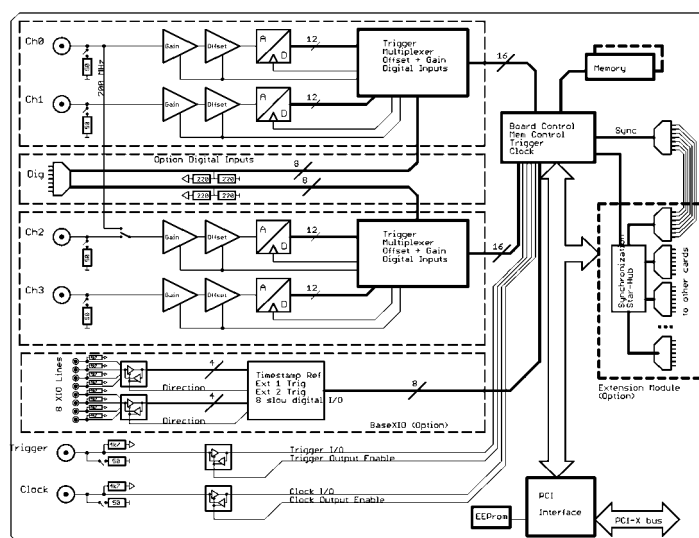 Ch0
50
200 MHz
Gain
Offset
A
D
12
Trigger
Multiplexer
Offset + Gain
Digital Inputs
16
Memory
Ch1
50
Gain
Offset
A
D
12
Board Control
Mem Control
Trigger
Clock
Sync
Option Digital Inputs
Dig
8
220
220
8
220
220
Ch2
50
Gain
Offset
A
D
12
Trigger
Multiplexer
Offset + Gain
Digital Inputs
16
Ch3
50
Gain
Offset
A
D
12
Synchronization
Star-Hub
to other cards
...
Extension Module
(Option)
8 XIO Lines
4
Direction
4
Direction
Timestamp Ref
Ext 1 Trig
Ext 2 Trig
8 slow digital I/O
8
BaseXIO (Option)
Trigger
4k7
50
Trigger I/O
Trigger Output Enable
Clock
4k7
50
Clock I/O
Clock Output Enable
EEProm
PCI
Interface
PCI-X bus